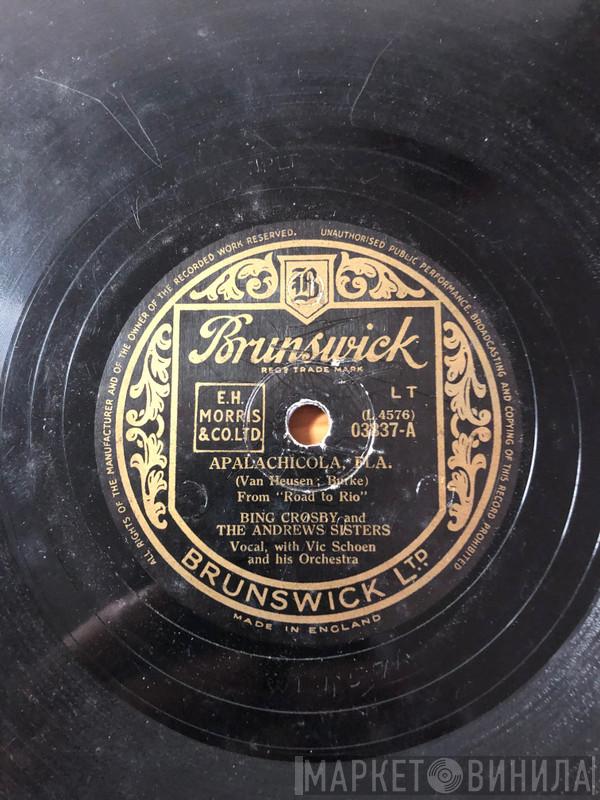 ALL RIGHTS OF THE MANUFACTURER AND OF THE OWNER OF THE RECORDED WORK RESERVED. UNAUTHORISED PUBLIC PERFORMANCE, BROADCASTING AND COPYING OF THIS RECORD PROHIBITED
B
Brunswick
REGD TRADE MARK
E.H.
MORRIS
& CO. LTD.
LT
(L.4576)
03837-A
APALACHICOLA, FLA.
(Van Heusen; Burke)
From "Road to Rio"
BING CROSBY and
THE ANDREWS SISTERS
Vocal, with Vic Schoen
and his Orchestra
BRUNSWICK LTD.
MADE IN ENGLAND
МАРКЕТ ВИНИЛА